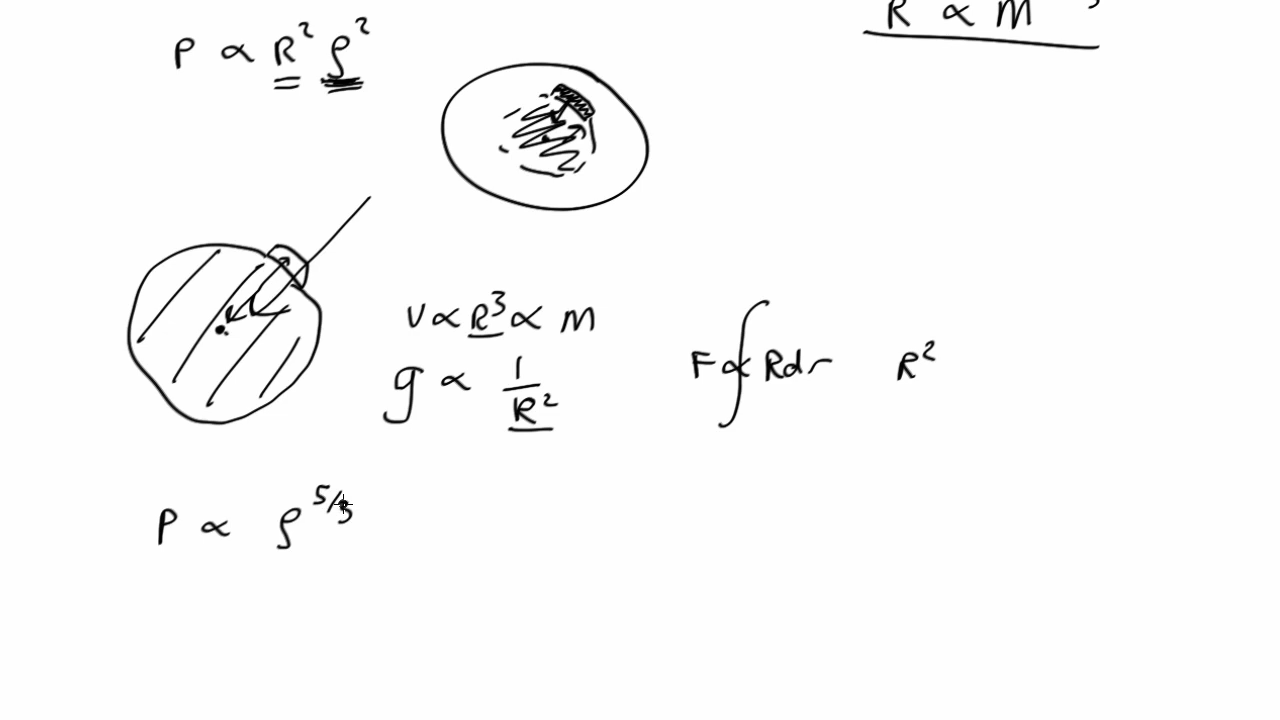 R ∝ m
P ∝ R² ρ²
V ∝ R³ ∝ m
g ∝ 1/R²
F ∝ ∫ R dr R²
P ∝ ρ^5/3